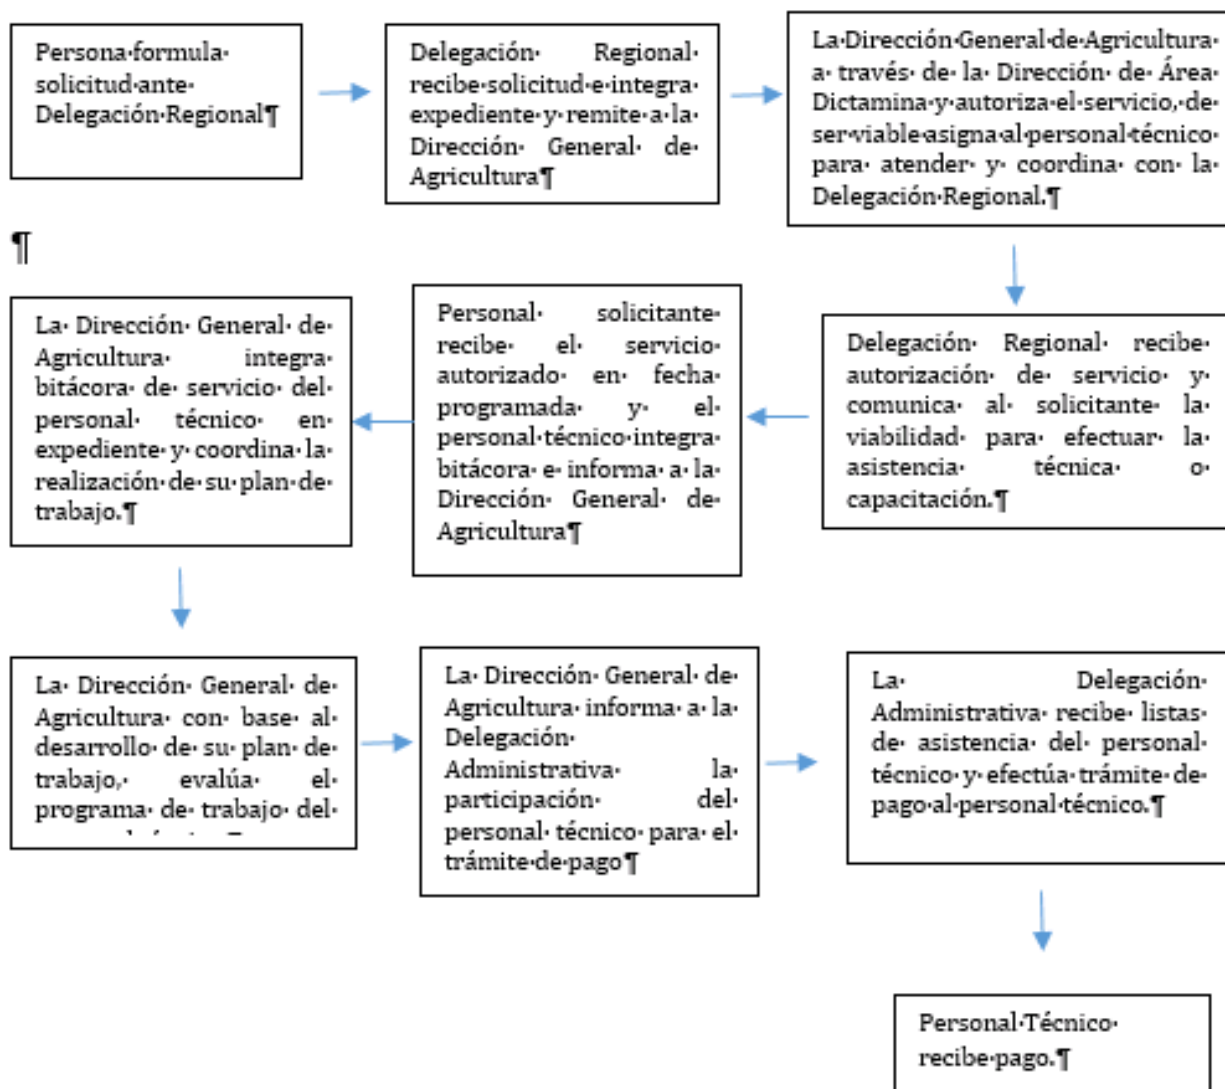 Persona formula
solicitud ante
Delegación Regional¶
Delegación Regional
recibe solicitud e integra
expediente y remite a la
Dirección General de
Agricultura¶
La Dirección General de Agricultura
a través de la Dirección de Área
Dictamina y autoriza el servicio, de
ser viable asigna al personal técnico
para atender y coordina con la
Delegación Regional.¶
¶
Delegación Regional recibe
autorización de servicio y
comunica al solicitante la
viabilidad para efectuar la
asistencia técnica o
capacitación.¶
Personal solicitante
recibe el servicio
autorizado en fecha
programada y el
personal técnico integra
bitácora e informa a la
Dirección General de
Agricultura¶
La Dirección General de
Agricultura integra
bitácora de servicio del
personal técnico en
expediente y coordina la
realización de su plan de
trabajo.¶
La Dirección General de
Agricultura con base al
desarrollo de su plan de
trabajo, evalúa el
programa de trabajo del
La Dirección General de
Agricultura informa a la
Delegación
Administrativa la
participación del
personal técnico para el
trámite de pago¶
La Delegación
Administrativa recibe listas
de asistencia del personal
técnico y efectúa trámite de
pago al personal técnico.¶
Personal Técnico
recibe pago.¶